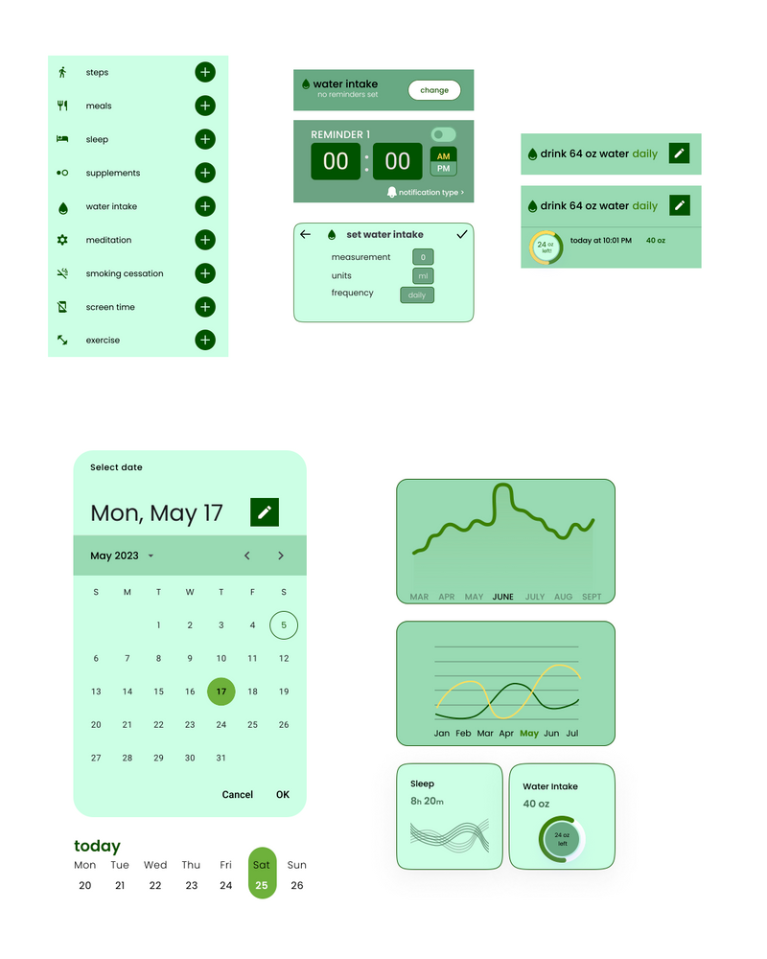 steps
meals
sleep
supplements
water intake
meditation
smoking cessation
screen time
exercise
water intake
no reminders set
change
REMINDER 1
00 : 00
AM
PM
notification type >
set water intake
measurement 0
units ml
frequency daily
drink 64 oz water daily
drink 64 oz water daily
24 oz
left!
today at 10:01 PM 40 oz
Select date
Mon, May 17
May 2023
S M T W T F S
1 2 3 4 5
6 7 8 9 10 11 12
13 14 15 16 17 18 19
20 21 22 23 24 25 26
27 28 29 30 31
Cancel OK
today
Mon Tue Wed Thu Fri Sat Sun
20 21 22 23 24 25 26
MAR APR MAY JUNE JULY AUG SEPT
Jan Feb Mar Apr May Jun Jul
Sleep
8h 20m
Water Intake
40 oz
24 oz
left